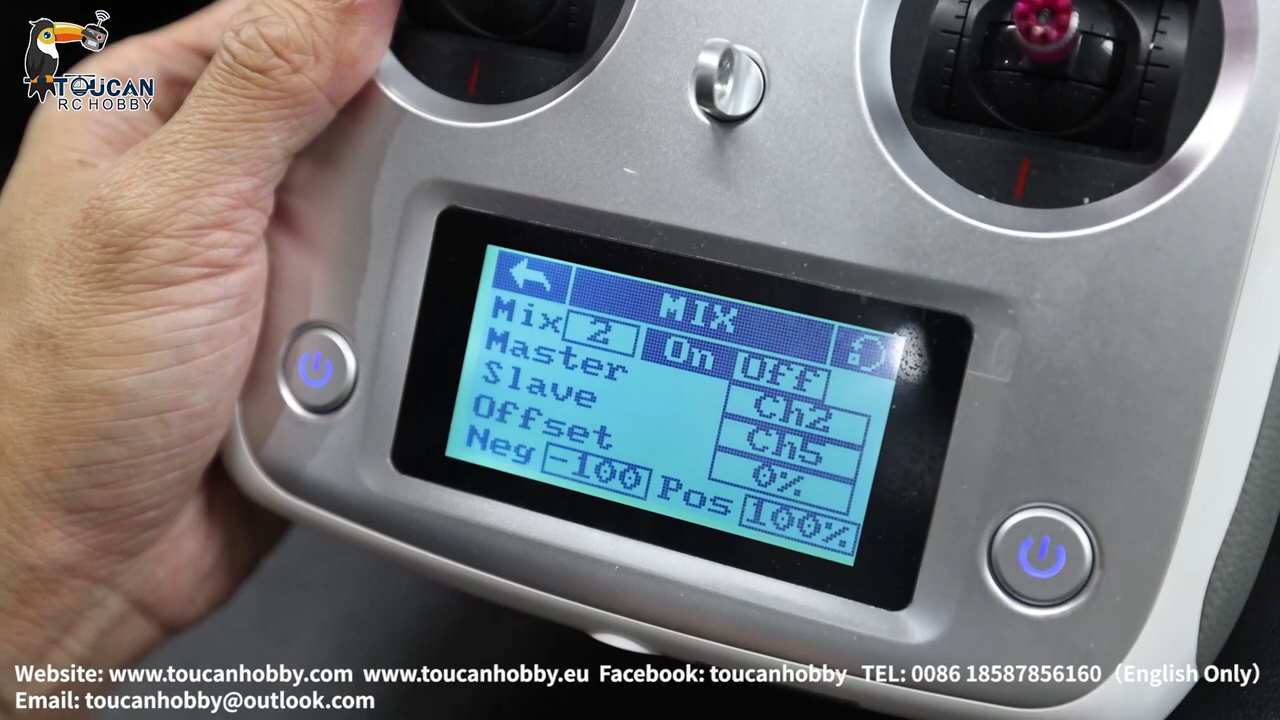 TOUCAN
RC HOBBY
MIX
Mix 2 On Off
Master Ch2
Slave Ch5
Offset 0%
Neg -100 Pos 100%
Website: www.toucanhobby.com www.toucanhobby.eu Facebook: toucanhobby TEL: 0086 18587856160（English Only）
Email: toucanhobby@outlook.com